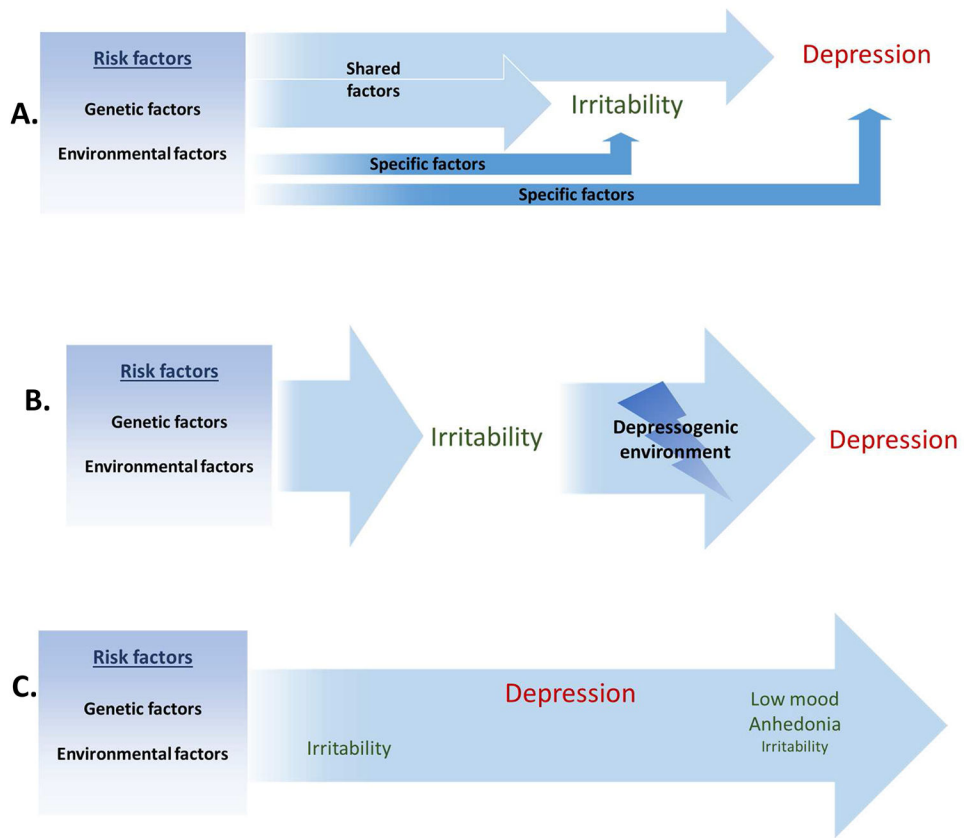 A.
Risk factors
Genetic factors
Environmental factors
Shared
factors
Depression
Irritability
Specific factors
Specific factors
B.
Risk factors
Genetic factors
Environmental factors
Irritability
Depressogenic
environment
Depression
C.
Risk factors
Genetic factors
Environmental factors
Depression
Irritability
Low mood
Anhedonia
Irritability